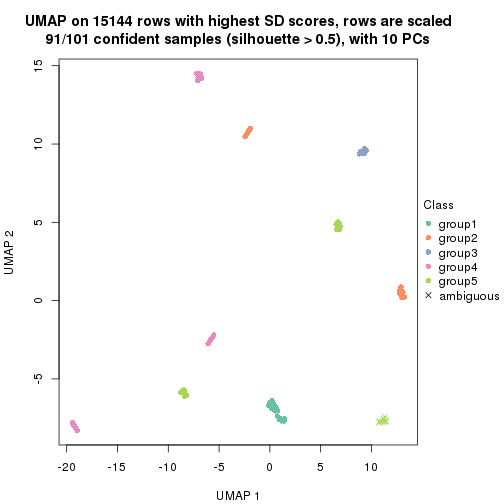 UMAP on 15144 rows with highest SD scores, rows are scaled
91/101 confident samples (silhouette > 0.5), with 10 PCs
15
10
5
0
-5
UMAP 2
-20
-15
-10
-5
0
5
10
UMAP 1
Class
group1
group2
group3
group4
group5
ambiguous